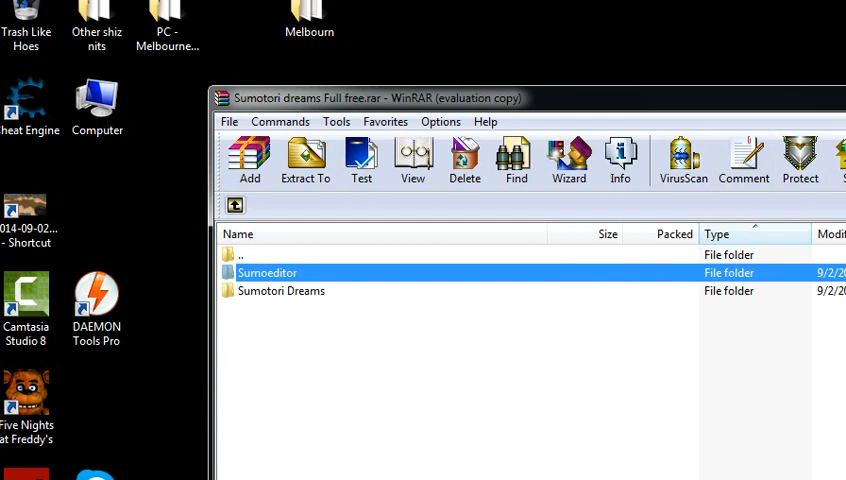 Trash Like
Hoes
Other shiz
nits
PC -
Melbourne...
Melbourn
Cheat Engine
Computer
014-09-02...
- Shortcut
Camtasia
Studio 8
DAEMON
Tools Pro
Five Nights
at Freddy's
Sumotori dreams Full free.rar - WinRAR (evaluation copy)
File Commands Tools Favorites Options Help
Add Extract To Test View Delete Find Wizard Info VirusScan Comment Protect
Name Size Packed Type Modif
.. File folder
Sumoeditor File folder 9/2/20
Sumotori Dreams File folder 9/2/20